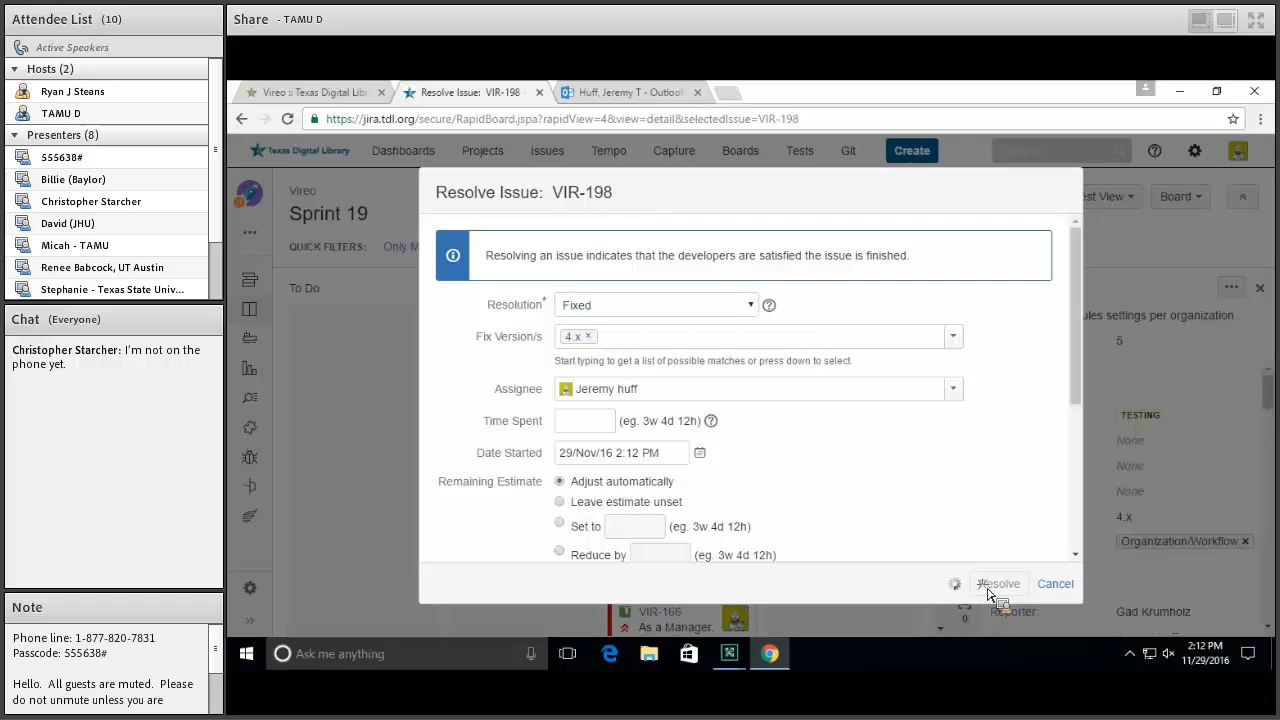 Attendee List (10)
Active Speakers
Hosts (2)
Ryan J Steans
TAMU D
Presenters (8)
555638#
Billie (Baylor)
Christopher Starcher
David (JHU)
Micah - TAMU
Renee Babcock, UT Austin
Stephanie - Texas State Univ...
Chat (Everyone)
Christopher Starcher: I'm not on the
phone yet.
Note
Phone line: 1-877-820-7831
Passcode: 555638#
Hello. All guests are muted. Please
do not unmute unless you are
Share - TAMU D
Vireo :: Texas Digital Libr
Resolve Issue: VIR-198
Huff, Jeremy T - Outlook
https://jira.tdl.org/secure/RapidBoard.jspa?rapidView=4&view=detail&selectedIssue=VIR-198
Texas Digital Library Dashboards Projects Issues Tempo Capture Boards Tests Git Create
Vireo
Sprint 19
QUICK FILTERS: Only M
est View Board
To Do
Resolve Issue: VIR-198
Resolving an issue indicates that the developers are satisfied the issue is finished.
Resolution* Fixed
Fix Version/s 4.x
Start typing to get a list of possible matches or press down to select.
Assignee Jeremy huff
Time Spent (eg. 3w 4d 12h)
Date Started 29/Nov/16 2:12 PM
Remaining Estimate Adjust automatically
Leave estimate unset
Set to (eg. 3w 4d 12h)
Reduce by (eg. 3w 4d 12h)
Resolve Cancel
ules settings per organization
5
TESTING
None
None
None
4.x
Organization/Workflow
VIR-166
As a Manager,
0
Reporter: Gad Krumholz
Ask me anything
2:12 PM
11/29/2016